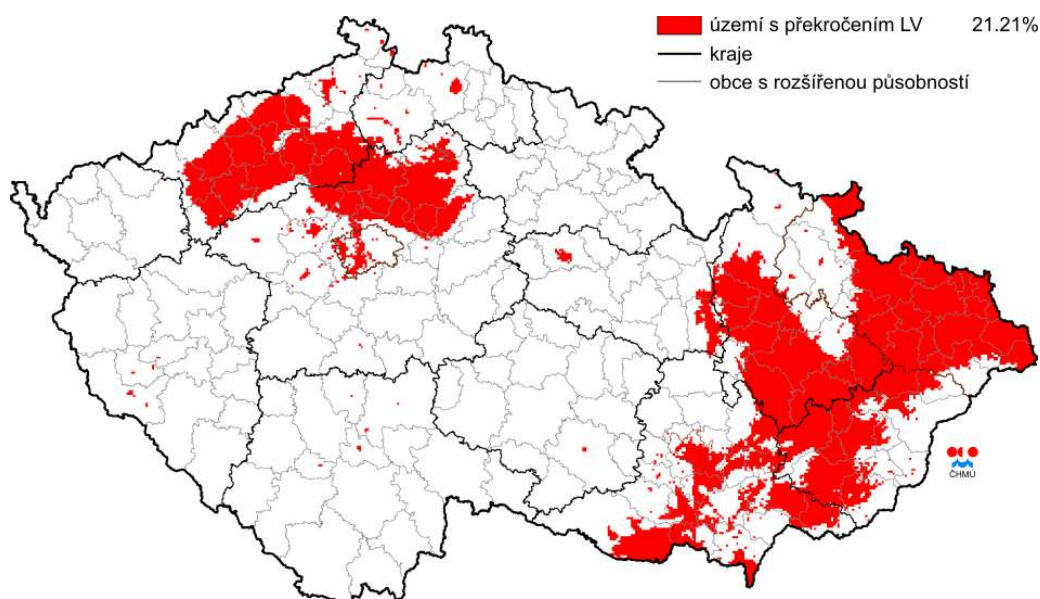 území s překročením LV 21.21%
kraje
obce s rozšířenou působností
ČHMÚ